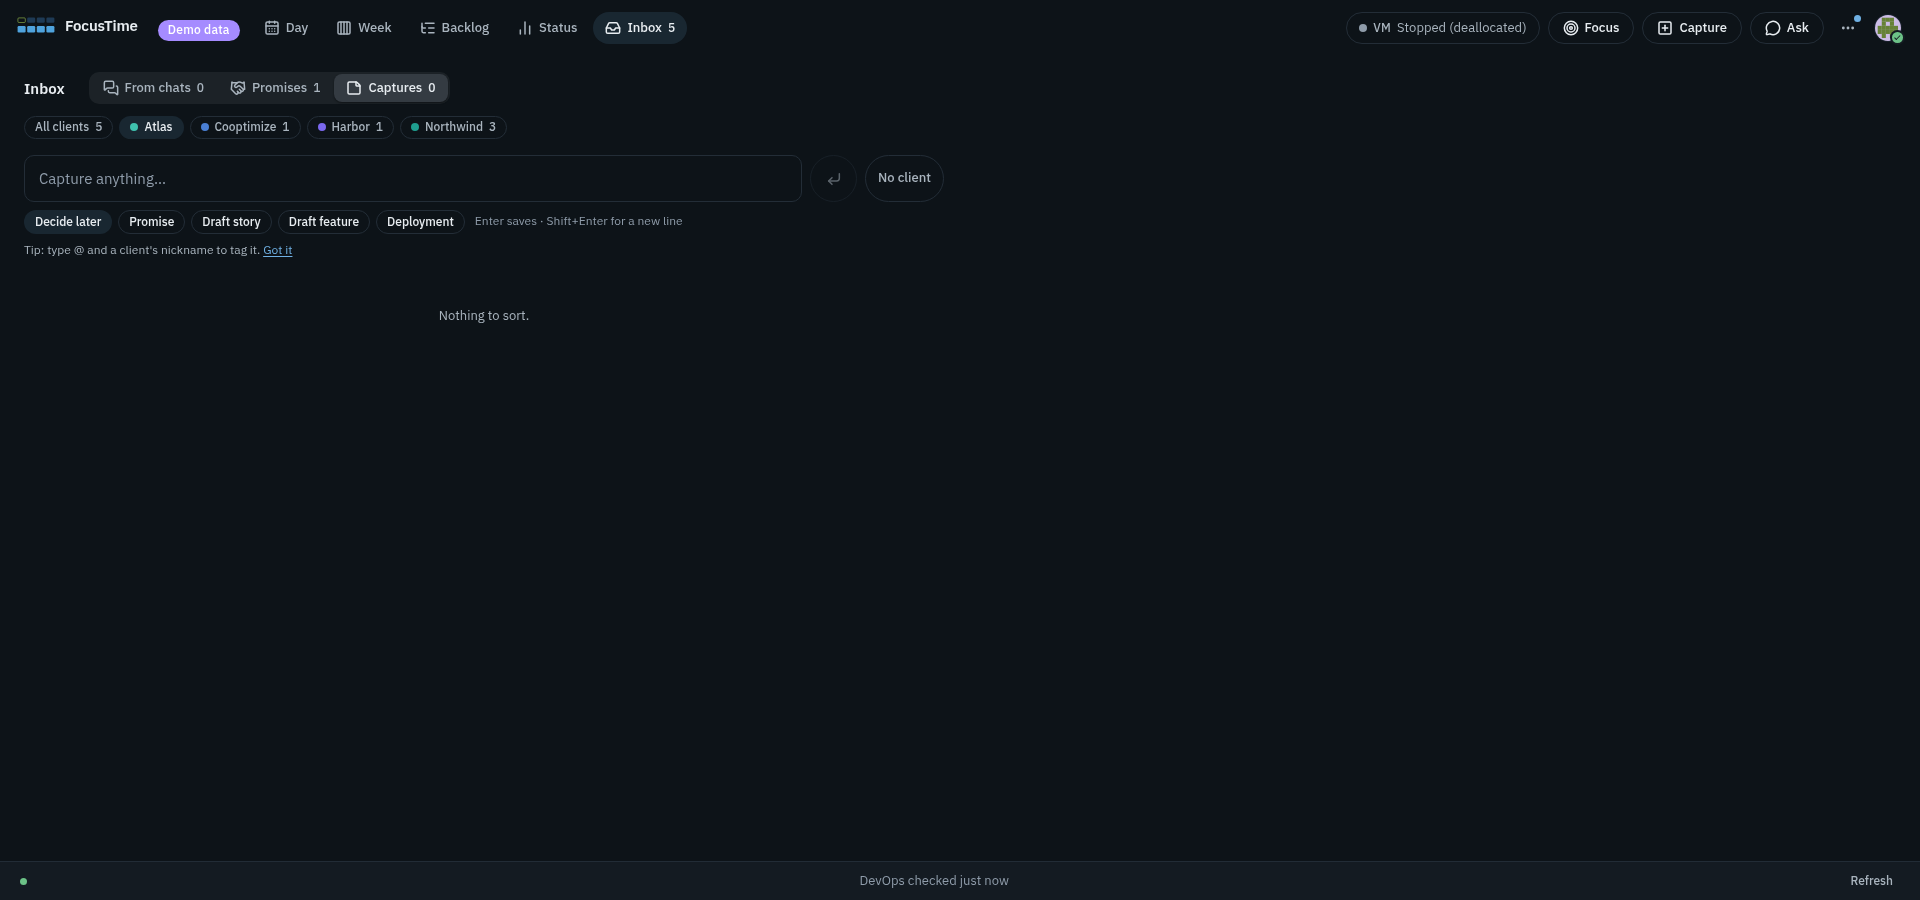 FocusTime
Demo data
Day
Week
Backlog
Status
Inbox 5
VM Stopped (deallocated)
Focus
Capture
Ask
Inbox
From chats 0
Promises 1
Captures 0
All clients 5
Atlas
Cooptimize 1
Harbor 1
Northwind 3
Capture anything...
No client
Decide later
Promise
Draft story
Draft feature
Deployment
Enter saves · Shift+Enter for a new line
Tip: type @ and a client's nickname to tag it. Got it
Nothing to sort.
DevOps checked just now
Refresh